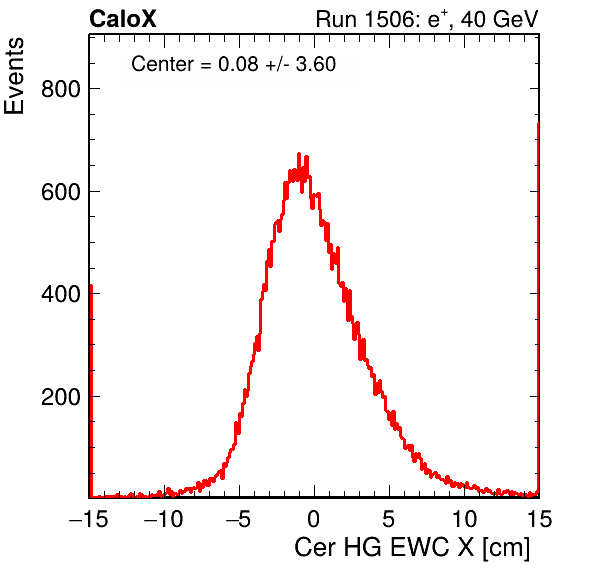 CaloX Run 1506: e⁺, 40 GeV
Center = 0.08 +/- 3.60
Events
800
600
400
200
−15 −10 −5 0 5 10 15
Cer HG EWC X [cm]